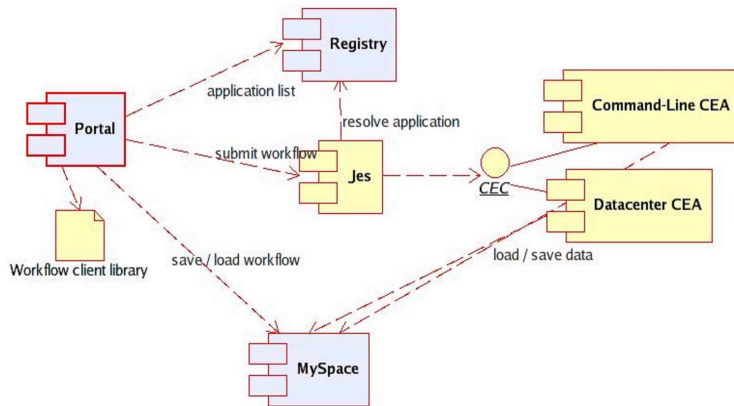 Registry
Command-Line CEA
application list
Portal
resolve application
submit workflow
Jes
CEC
Datacenter CEA
Workflow client library
save / load workflow
load / save data
MySpace